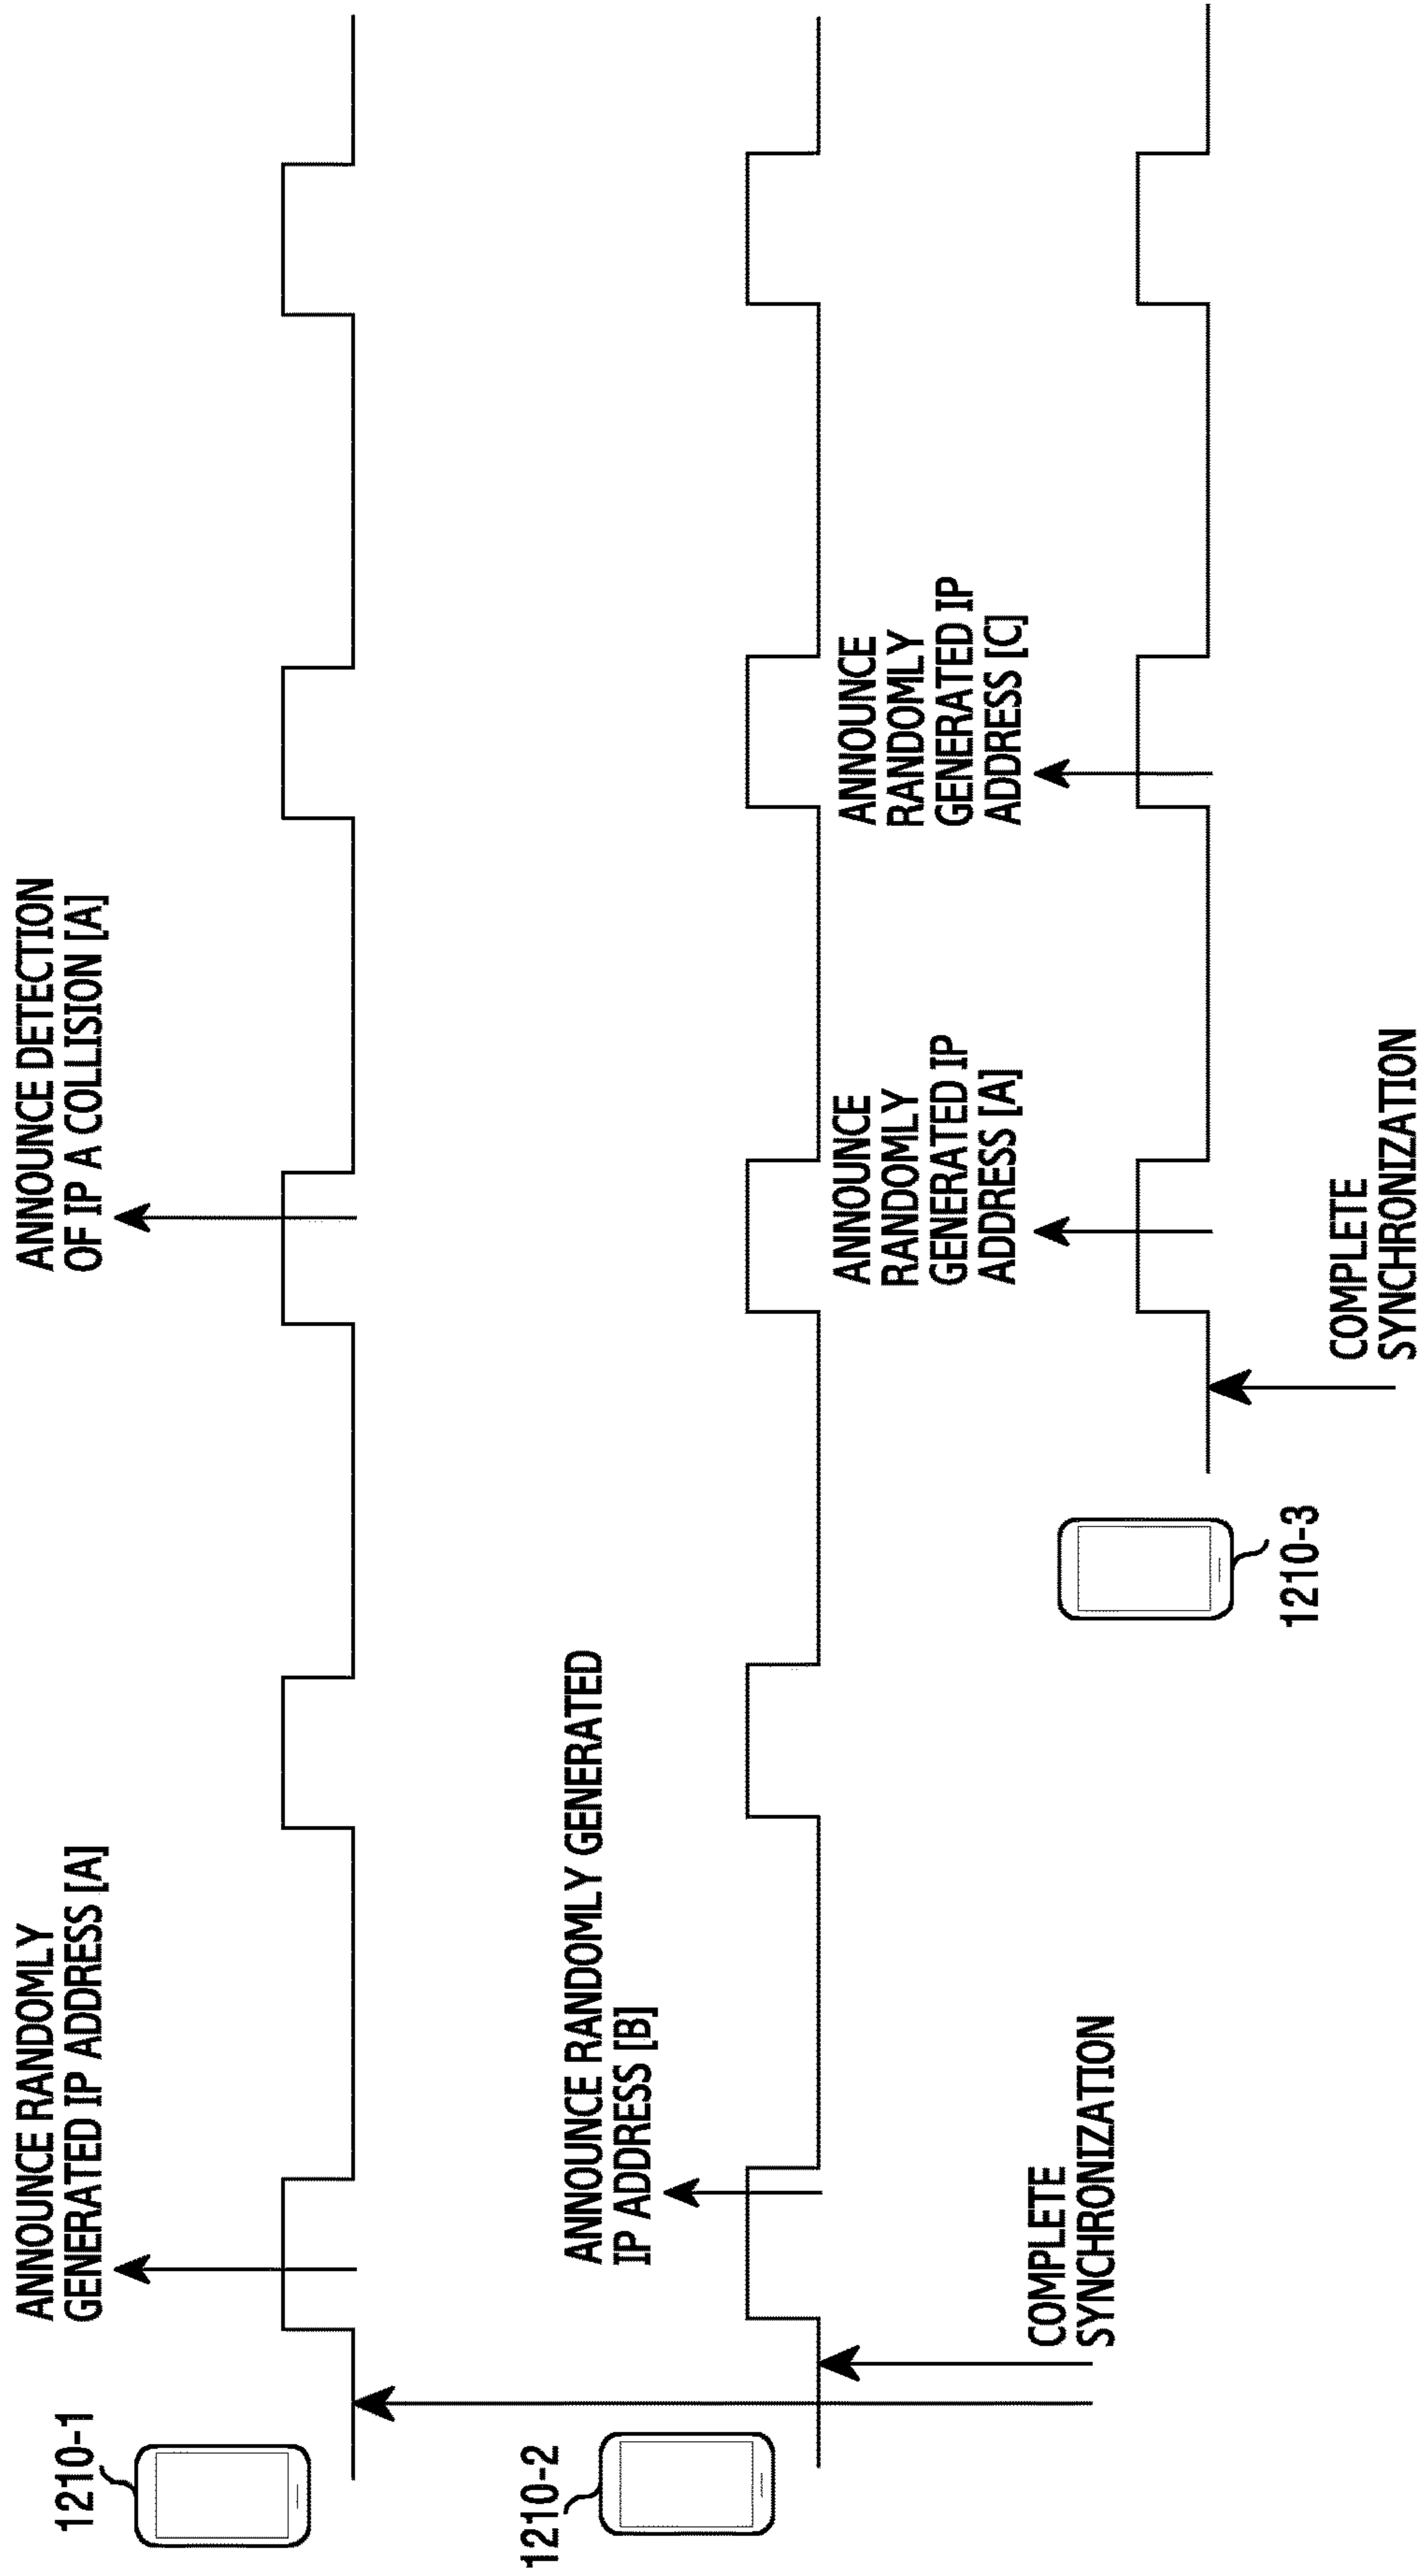 1210-1
ANNOUNCE RANDOMLY
GENERATED IP ADDRESS [A]
ANNOUNCE DETECTION
OF IP A COLLISION [A]
1210-2
ANNOUNCE RANDOMLY GENERATED
IP ADDRESS [B]
COMPLETE
SYNCHRONIZATION
1210-3
ANNOUNCE
RANDOMLY
GENERATED IP
ADDRESS [A]
ANNOUNCE
RANDOMLY
GENERATED IP
ADDRESS [C]
COMPLETE
SYNCHRONIZATION